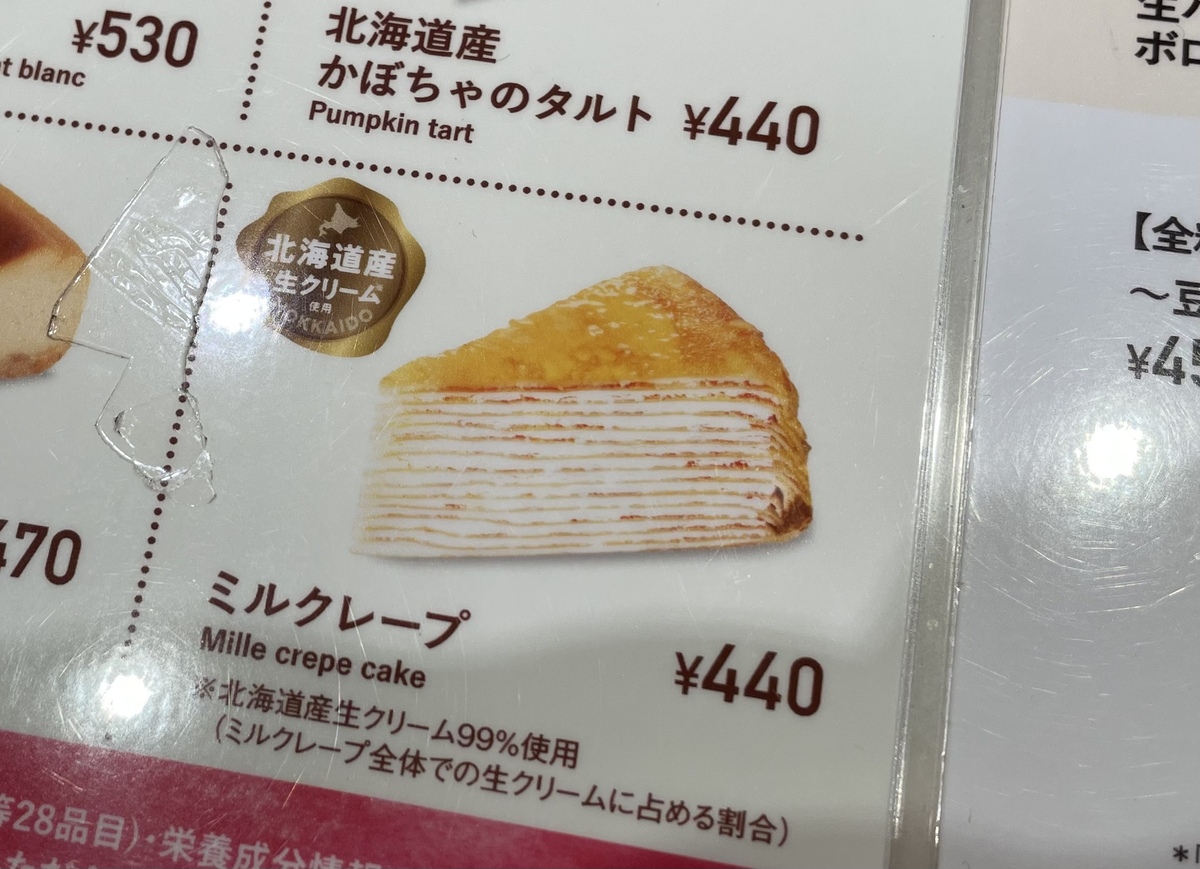 ¥530
北海道産
かぼちゃのタルト ¥440
Pumpkin tart
blanc
北海道産
生クリーム
使用
HOKKAIDO
470
ミルクレープ
Mille crepe cake
¥440
※北海道産生クリーム99%使用
(ミルクレープ全体での生クリームに占める割合)
等28品目)・栄養成分情報
ボロ
【全
〜豆